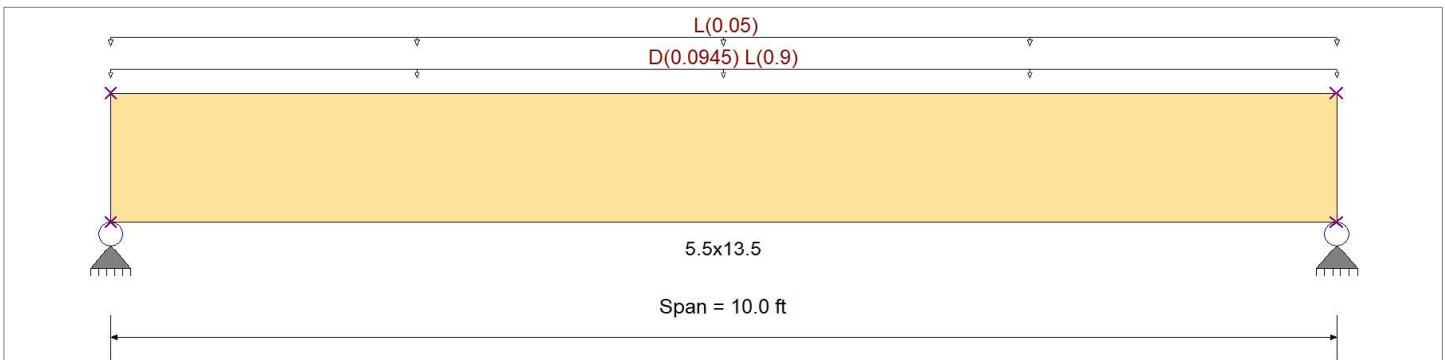 L(0.05)
D(0.0945) L(0.9)
5.5x13.5
Span = 10.0 ft